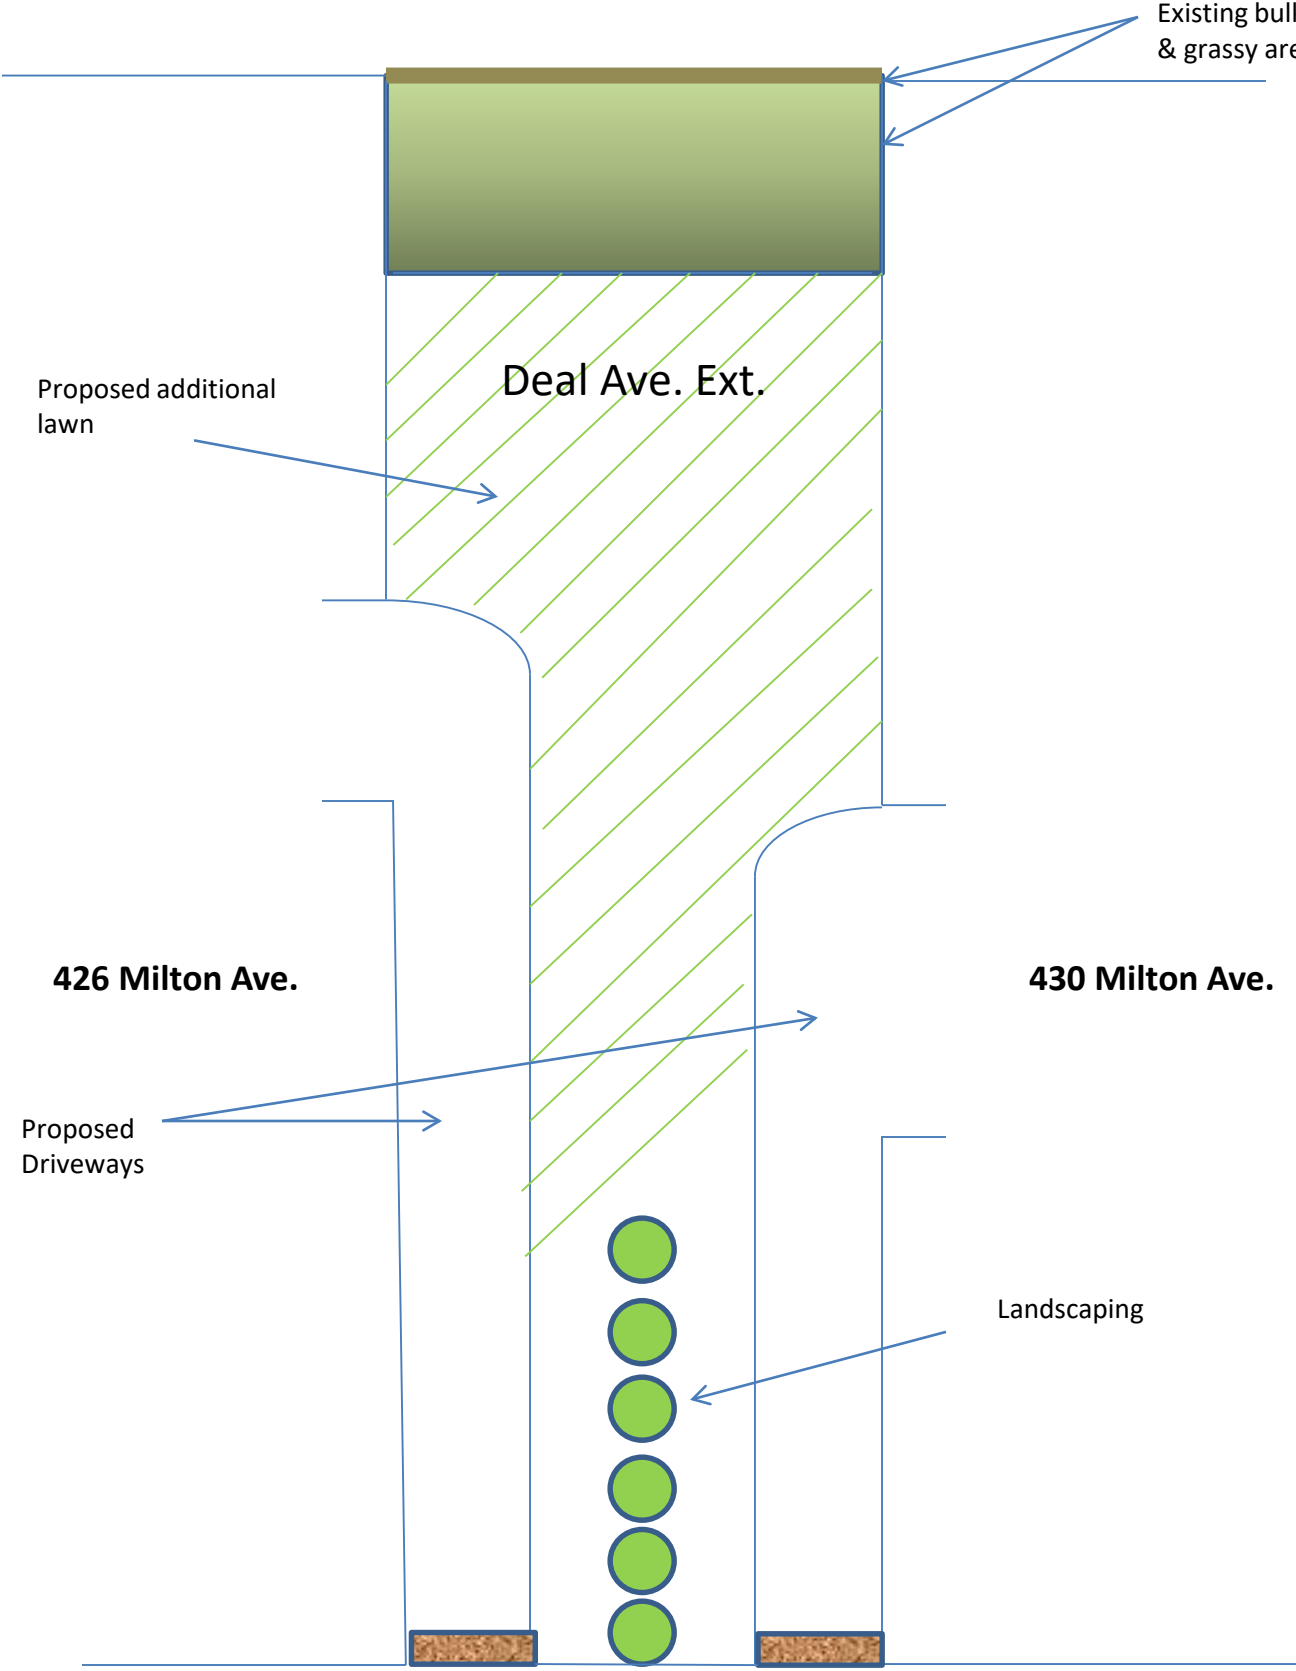 Existing bull
& grassy are
Deal Ave. Ext.
Proposed additional
lawn
426 Milton Ave.
430 Milton Ave.
Proposed
Driveways
Landscaping